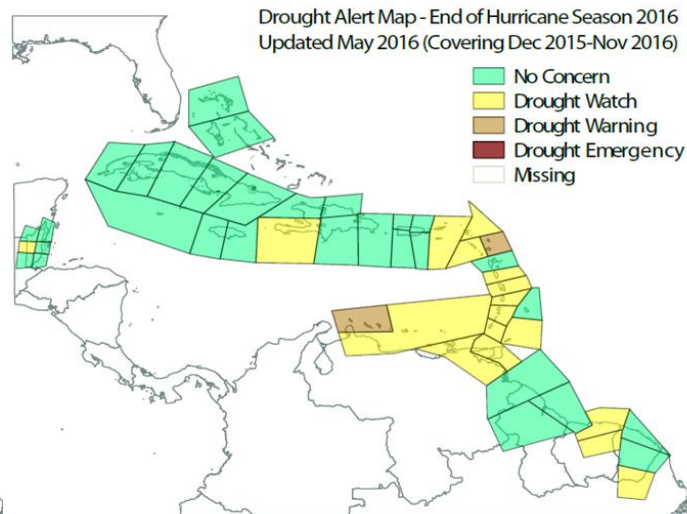 Drought Alert Map - End of Hurricane Season 2016
Updated May 2016 (Covering Dec 2015-Nov 2016)
No Concern
Drought Watch
Drought Warning
Drought Emergency
Missing